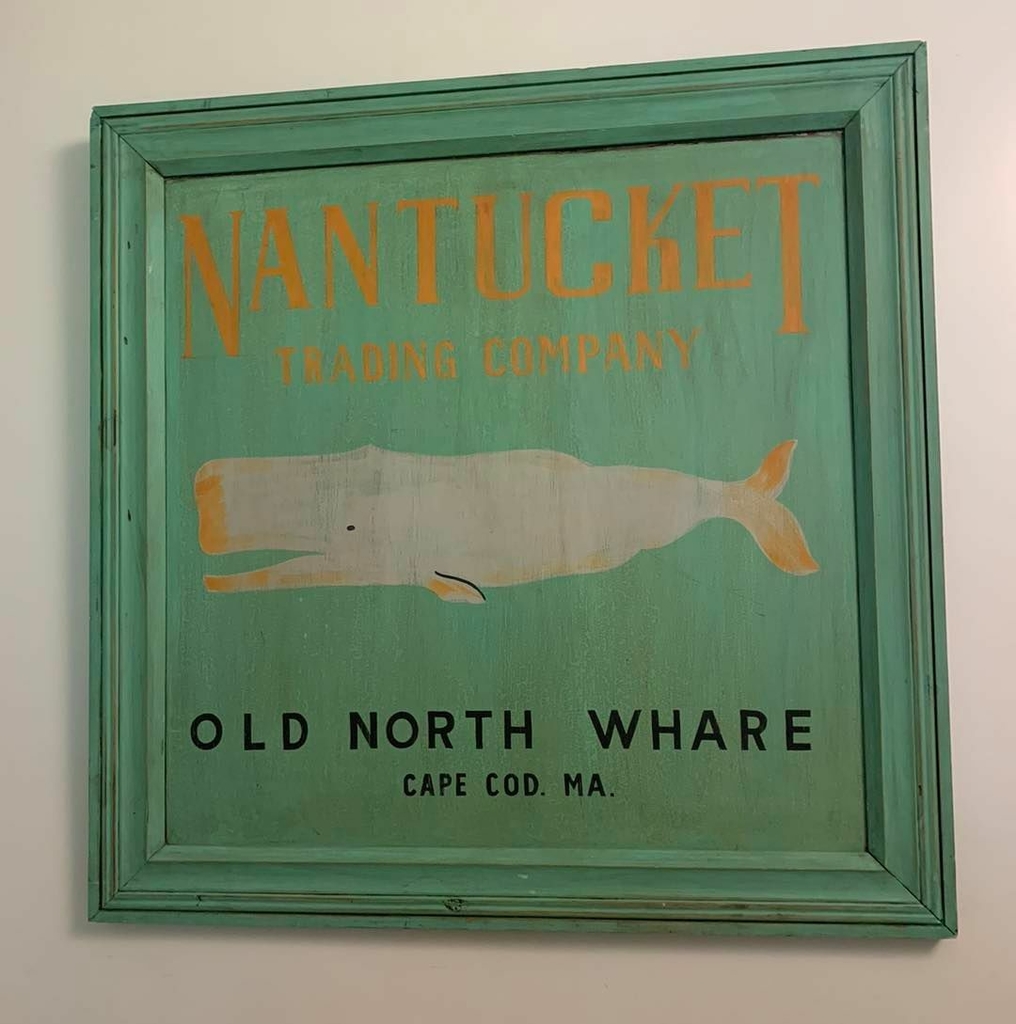 NANTUCKET
TRADING COMPANY
OLD NORTH WHARE
CAPE COD. MA.